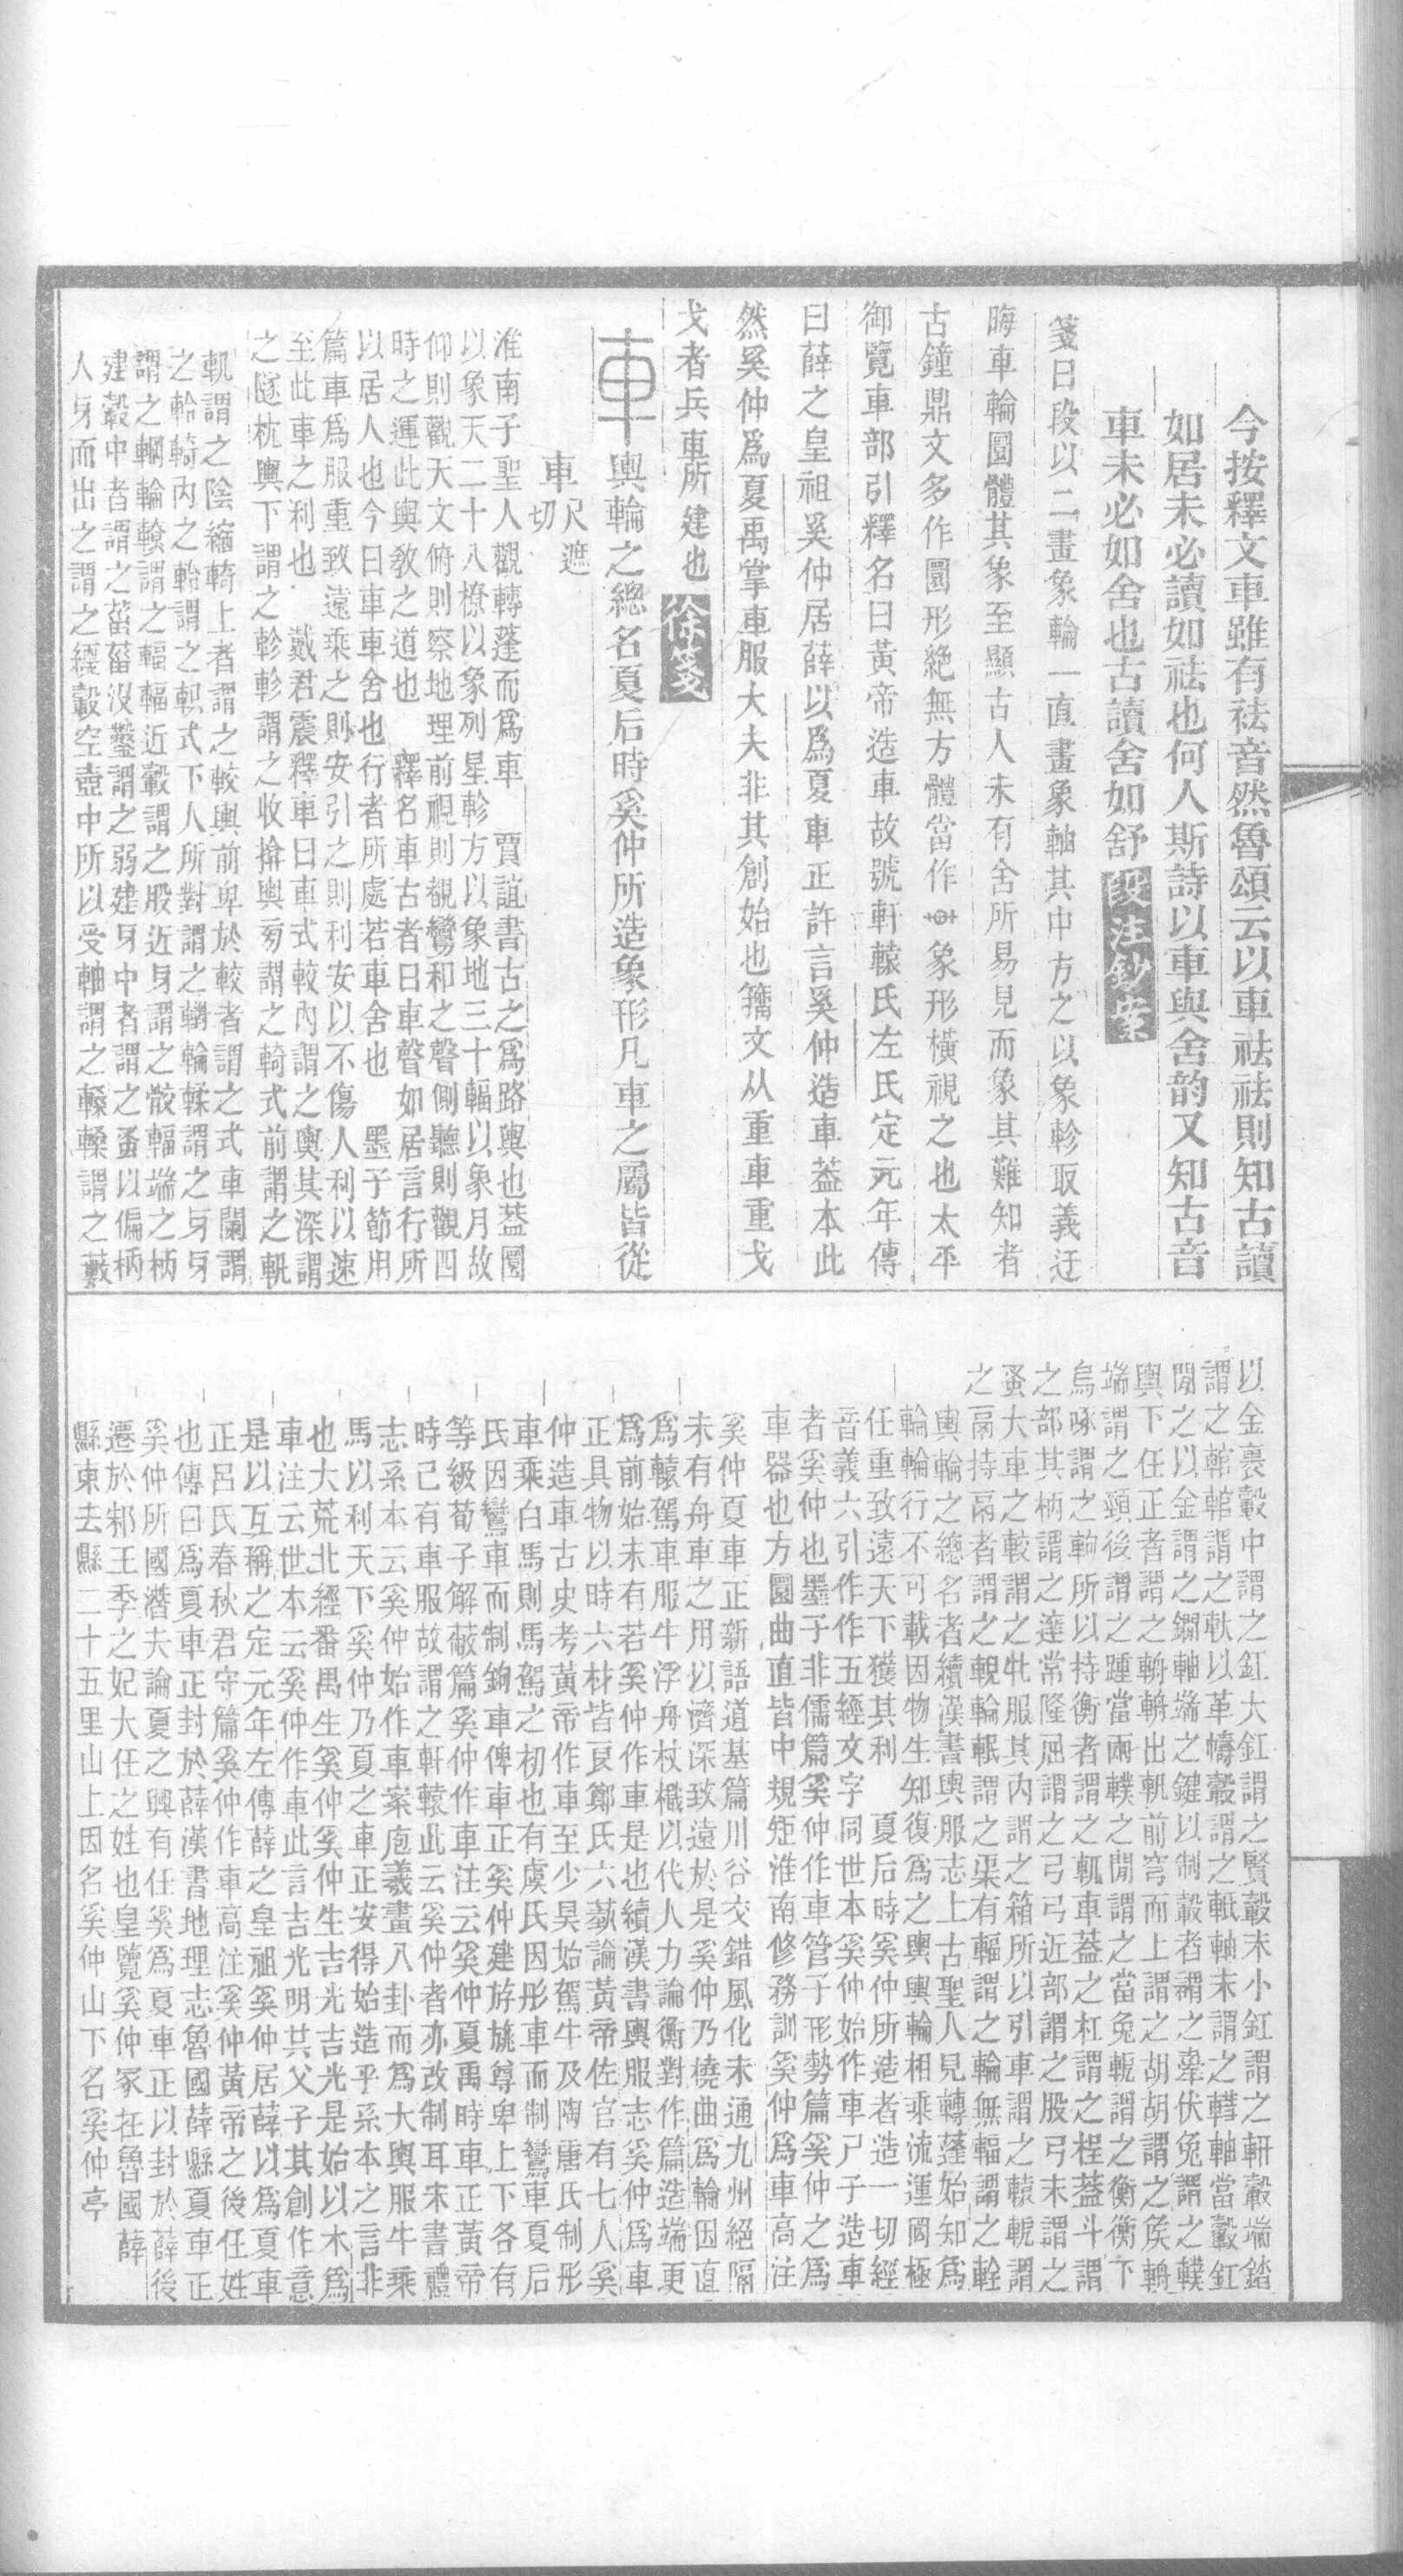 今按釋文車雖有祛音然魯頌云以車祛祛則知古讀
如居未必讀如祛也何人斯詩以車與舍韵又知古音
車未必如舍也古讀舍如舒段注鈔案
箋曰段以二畫象輪一直畫象軸其中方之以象軫取義迂
晦車輪圓體其象至顯古人未有舍所易見而象其難知者
古鐘鼎文多作圜形絶無方體當作象形橫視之也太平
御覽車部引釋名曰黃帝造車故號軒轅氏左氏定元年傳
曰薛之皇祖奚仲居薛以爲夏車正許言奚仲造車葢本此
然奚仲爲夏禹掌車服大夫非其創始也籒文从重車重戈
戈者兵車所建也徐箋
車輿輪之總名夏后時奚仲所造象形凡車之屬皆從
車尺遮切
淮南子聖人觀轉蓬而爲車 賈誼書古之爲路輿也葢圜
以象天二十八橑以象列星軫方以象地三十輻以象月故
仰則觀天文俯則察地理前視則覩鸞和之聲側聽則觀四
時之運此輿敎之道也 釋名車古者曰車聲如居言行所
以居人也今曰車車舍也行者所處若車舍也 墨子節用
篇車爲服重致遠乘之則安引之則利安以不傷人利以速
至此車之利也 戴君震釋車曰車式較內謂之輿其深謂
之隧枕輿下謂之軫軫謂之收揜輿㫄謂之輢式前謂之軓
軓謂之陰緟輢上者謂之較輿前卑於較者謂之式車闌謂
之軨輢內之軨謂之軹式下人所對謂之轛輪輮謂之牙牙
謂之輞輪轑謂之輻輻近轂謂之股近牙謂之骹輻端之柄
建轂中者謂之菑菑沒鑿謂之弱建牙中者謂之蚤以偏柄
入牙而出之謂之綆轂空壺中所以受軸謂之轑轑謂之藪
以金裹轂中謂之釭大釭謂之賢轂末小釭謂之軒轂端錔
謂之輨輨謂之軑以革幬轂謂之軝軸末謂之軎軸當轂釭
閒之以金謂之鐧軸端之鍵以制轂者謂之舝伏兔謂之轐
輿下任正者謂之輈輈出軓前穹而上謂之胡胡謂之矦輈
端謂之頸後謂之踵當兩轐之閒謂之當兔輗謂之衡衡下
烏啄謂之軥所以持衡者謂之軏車葢之杠謂之桯葢斗謂
之部其柄謂之達常隆屈謂之弓弓近部謂之股弓末謂之
蚤大車之較謂之牝服其內謂之箱所以引車謂之轅輗謂
之鬲持鬲者謂之輗輪輥謂之渠有輻謂之輪無輻謂之輇
輿輪之總名者續漢書輿服志上古聖人見轉蓬始知爲
輪輪行不可載因物生知復爲之輿輿輪相乘流運罔極
任重致遠天下獲其利 夏后時奚仲所造者造一切經
音義六引作作五經文字同世本奚仲始作車尸子造車
者奚仲也墨子非儒篇奚仲作車管子形勢篇奚仲之爲
車器也方圜曲直皆中規矩淮南修務訓奚仲爲車高注
奚仲夏車正新語道基篇川谷交錯風化未通九州絕隔
未有舟車之用以濟深致遠於是奚仲乃橈曲爲輪因直
爲轅駕車服牛浮舟杖檝以代人力論衡對作篇造端更
爲前始未有若奚仲作車是也續漢書輿服志奚仲爲車
正具物以時六材皆良鄭氏六蓺論黃帝佐官有七人奚
仲造車古史考黃帝作車至少昊始駕牛及陶唐氏制彤
車乘白馬則馬駕之初也有虞氏因彤車而制鸞車夏后
氏因鸞車而制鉤車俾車正奚仲建斿旐尊卑上下各有
等級荀子解蔽篇奚仲作車注云奚仲夏禹時車正黃帝
時已有車服故謂之軒轅此云奚仲者亦改制耳宋書禮
志系本云奚仲始作車案庖羲畫八卦而爲大輿服牛乘
馬以利天下奚仲乃夏之車正安得始造乎系本之言非
也大荒北經番禺生奚仲奚仲生吉光吉光是始以木爲
車注云世本云奚仲作車此言吉光明其父子其創作意
是以互稱之定元年左傳薛之皇祖奚仲居薛以爲夏車
正呂氏春秋君守篇奚仲作車高注奚仲黃帝之後任姓
也傳曰爲夏車正封於薛漢書地理志魯國薛縣夏車正
奚仲所國潛夫論夏之興有任奚爲夏車正以封於薛後
遷於邳王季之妃大任之姓也皇覽奚仲冢在魯國薛
縣東去縣二十五里山上因名奚仲山下名奚仲亭